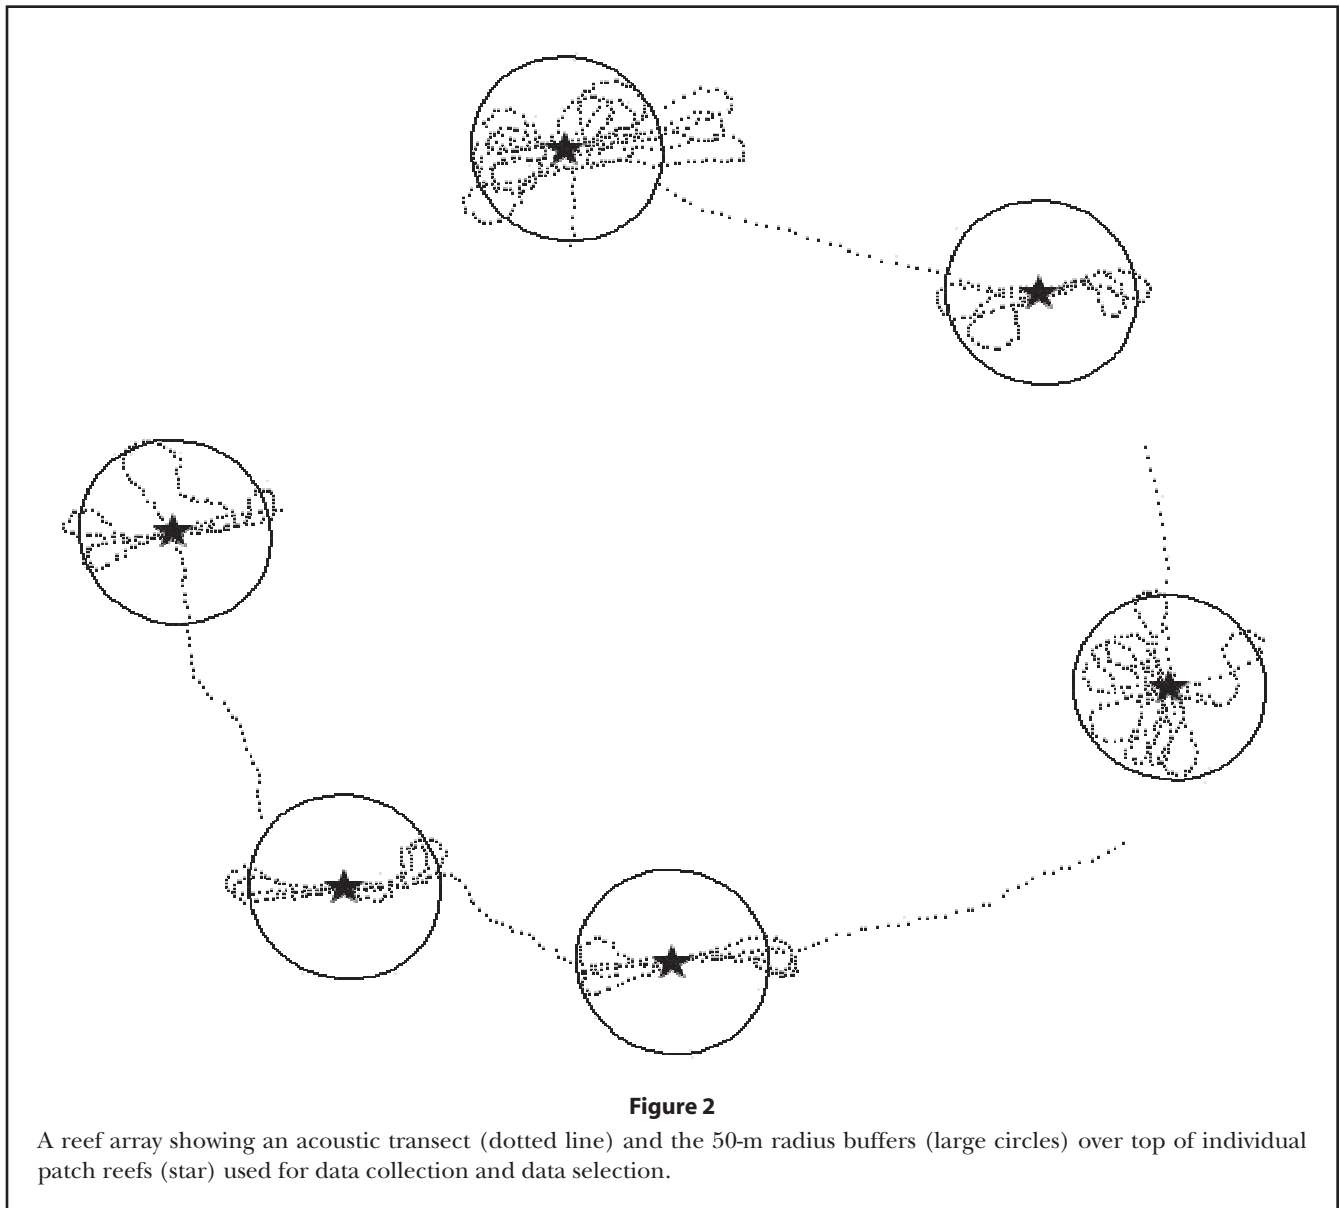 Figure 2
A reef array showing an acoustic transect (dotted line) and the 50-m radius buffers (large circles) over top of individual
patch reefs (star) used for data collection and data selection.